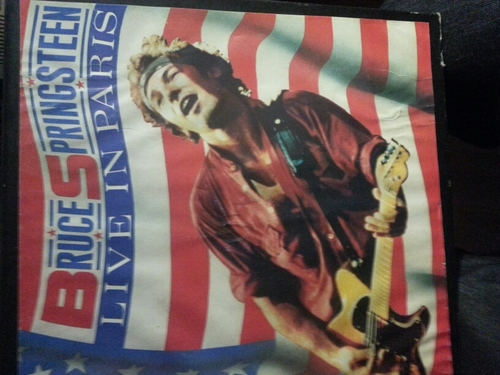 BRUCE SPRINGSTEEN
LIVE IN PARIS